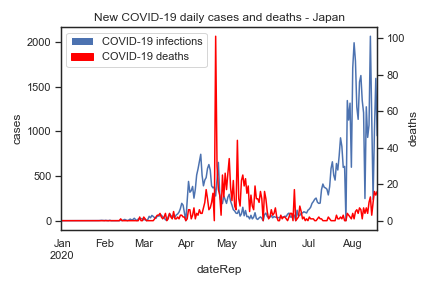 New COVID-19 daily cases and deaths - Japan
COVID-19 infections
COVID-19 deaths
2000
1500
1000
500
0
cases
100
80
60
40
20
0
deaths
Jan Feb Mar Apr May Jun Jul Aug
2020
dateRep